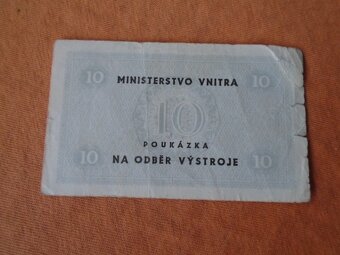 10 10
MINISTERSTVO VNITRA
10
POUKÁZKA
NA ODBĚR VÝSTROJE
10 10